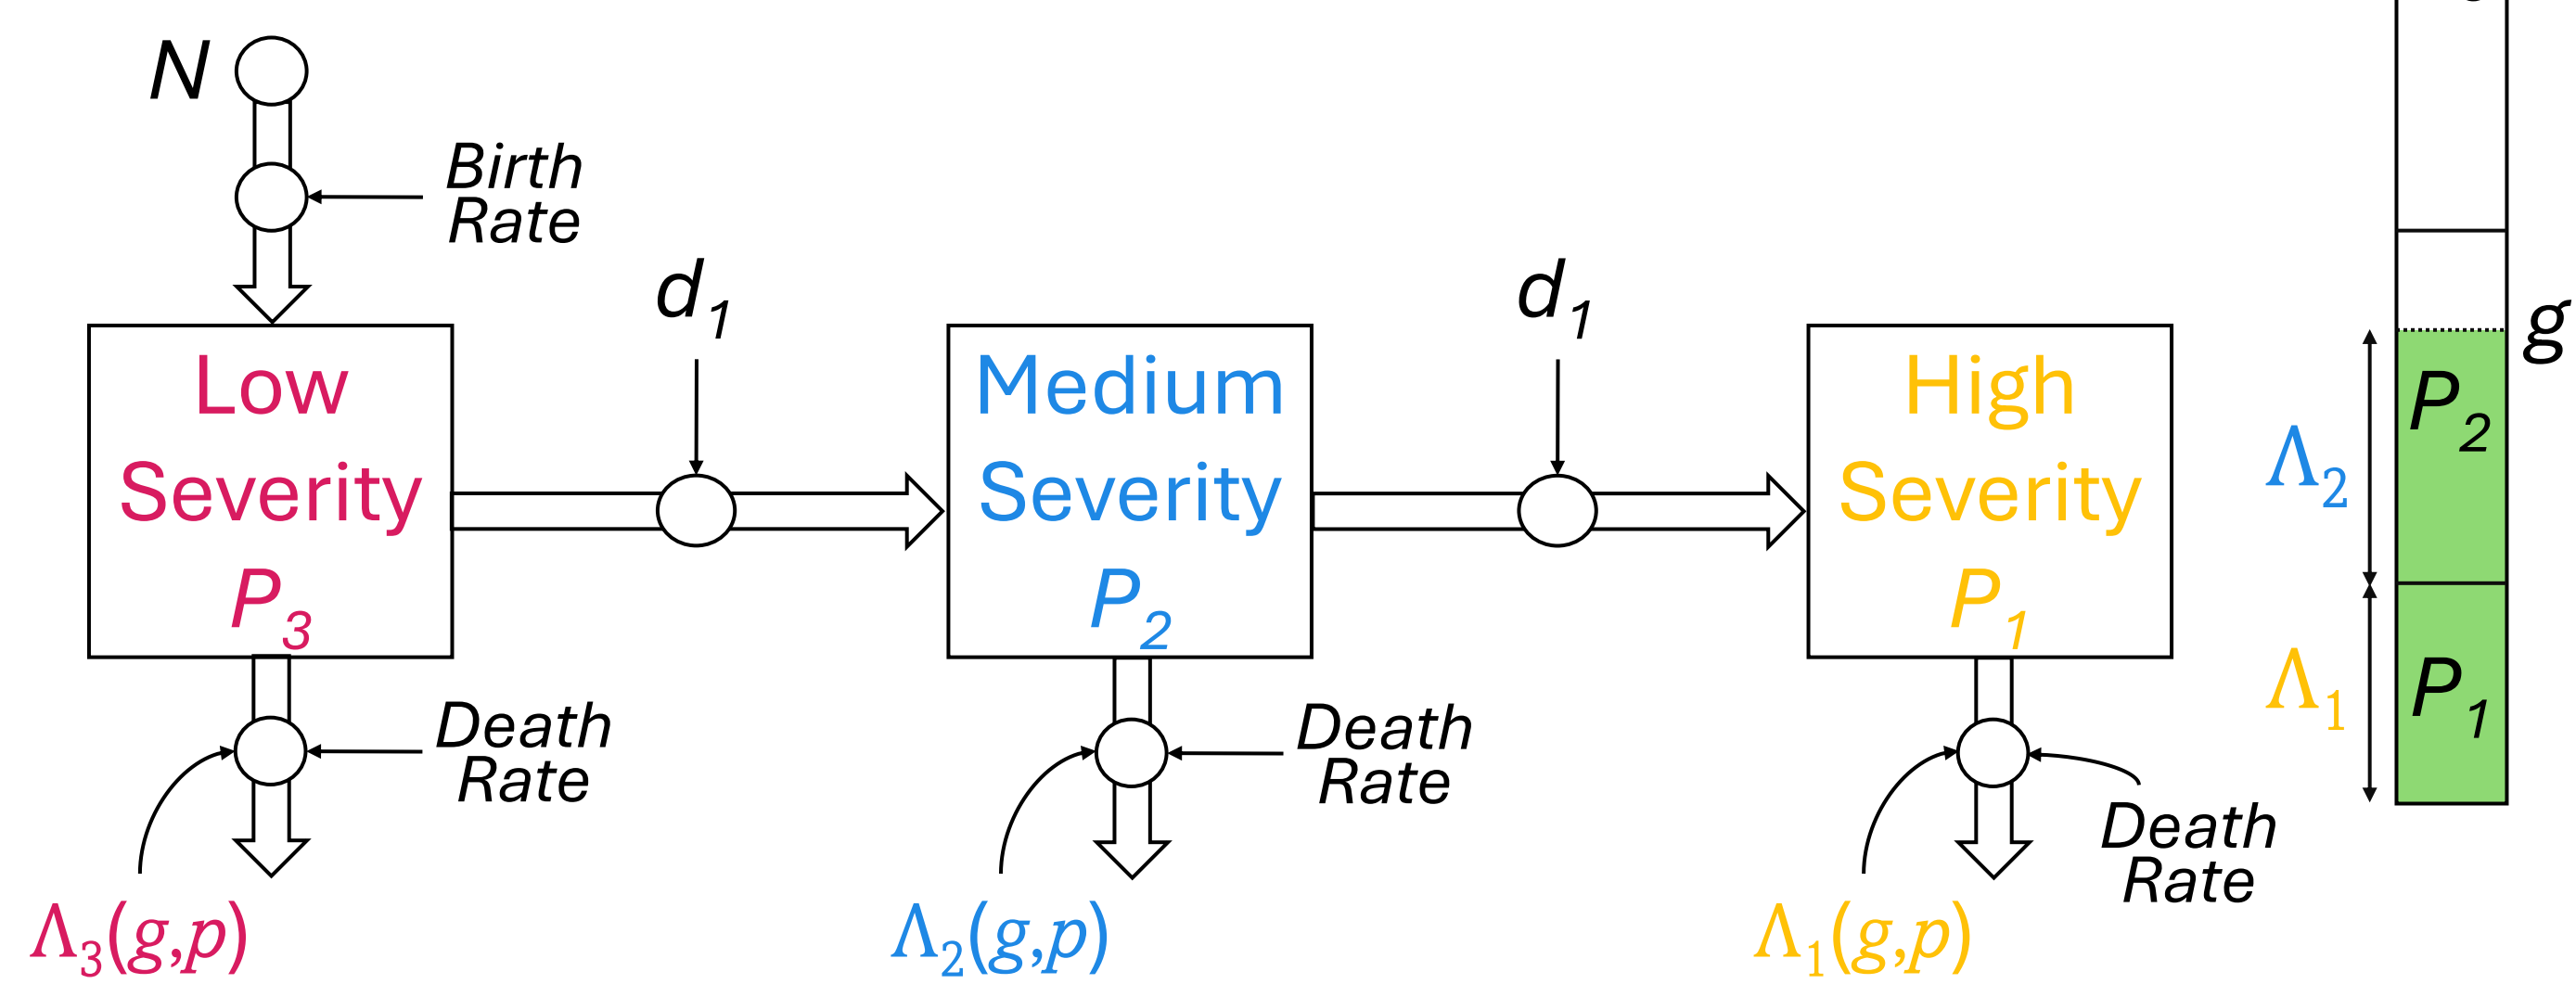 N
Birth
Rate
d1
d1
Low
Severity
P3
Medium
Severity
P2
High
Severity
P1
Death
Rate
Death
Rate
Death
Rate
Λ3(g,p)
Λ2(g,p)
Λ1(g,p)
g
P2
Λ2
P1
Λ1